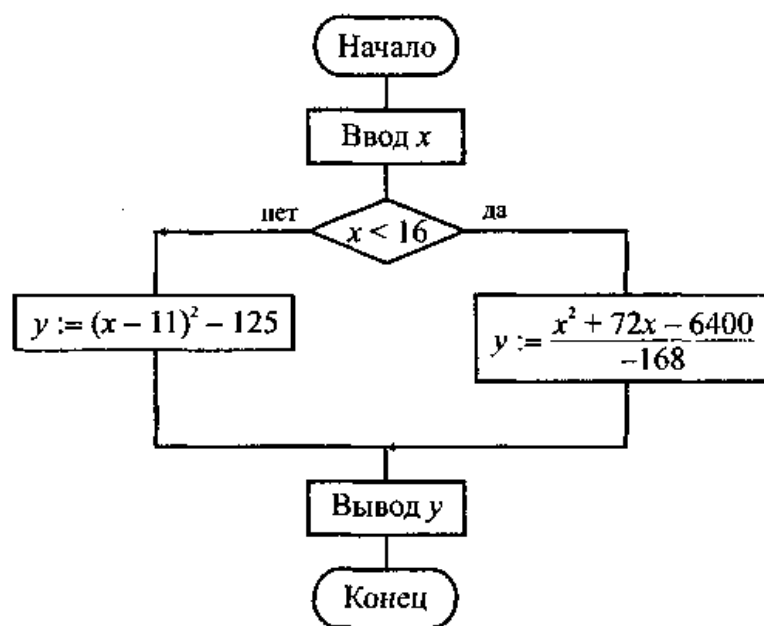 Начало
Ввод x
нет
да
x < 16
y := (x − 11)² − 125
y := (x² + 72x − 6400) / −168
Вывод y
Конец